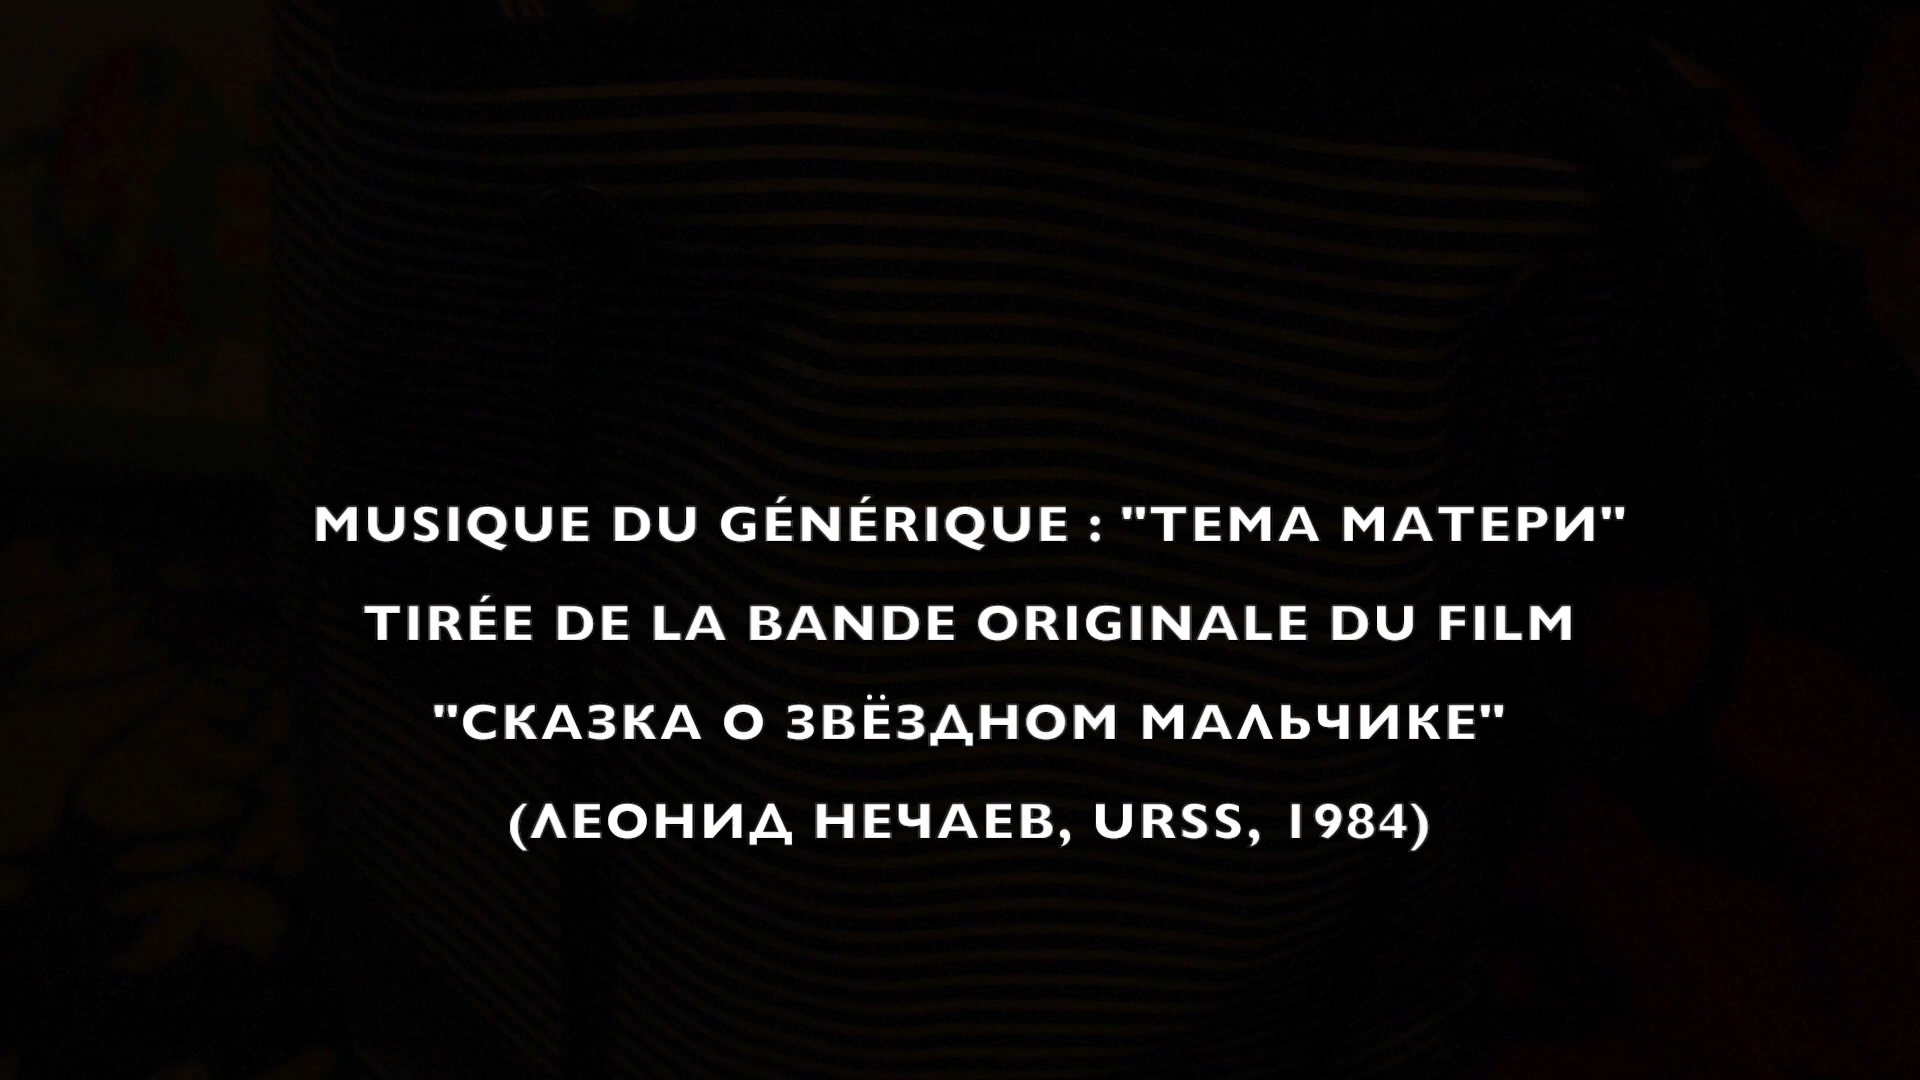 MUSIQUE DU GÉNÉRIQUE : "ТЕМА МАТЕРИ"
TIRÉE DE LA BANDE ORIGINALE DU FILM
"СКАЗКА О ЗВЁЗДНОМ МАЛЬЧИКЕ"
(ЛЕОНИД НЕЧАЕВ, URSS, 1984)